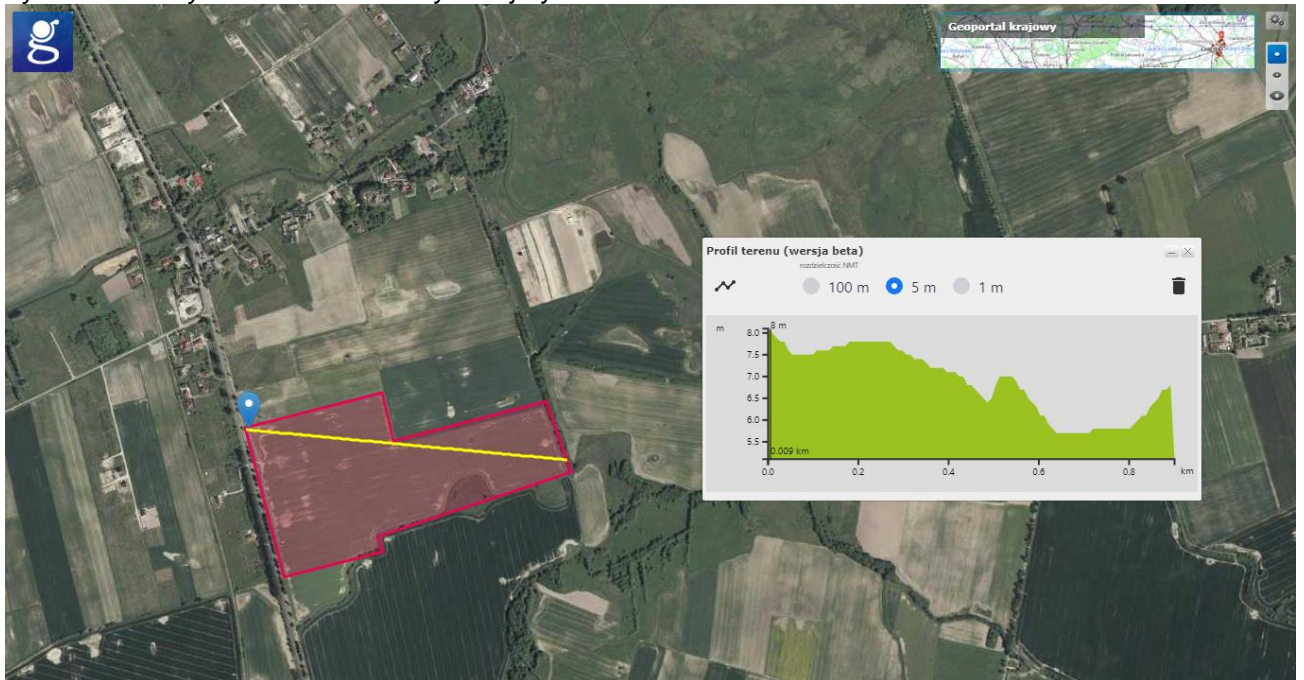 g
Geoportal krajowy
Profil terenu (wersja beta)
rozdzielczość NMT
100 m
5 m
1 m
m
8.0
8 m
7.5
7.0
6.5
6.0
5.5
0.009 km
0.0
0.2
0.4
0.6
0.8
km